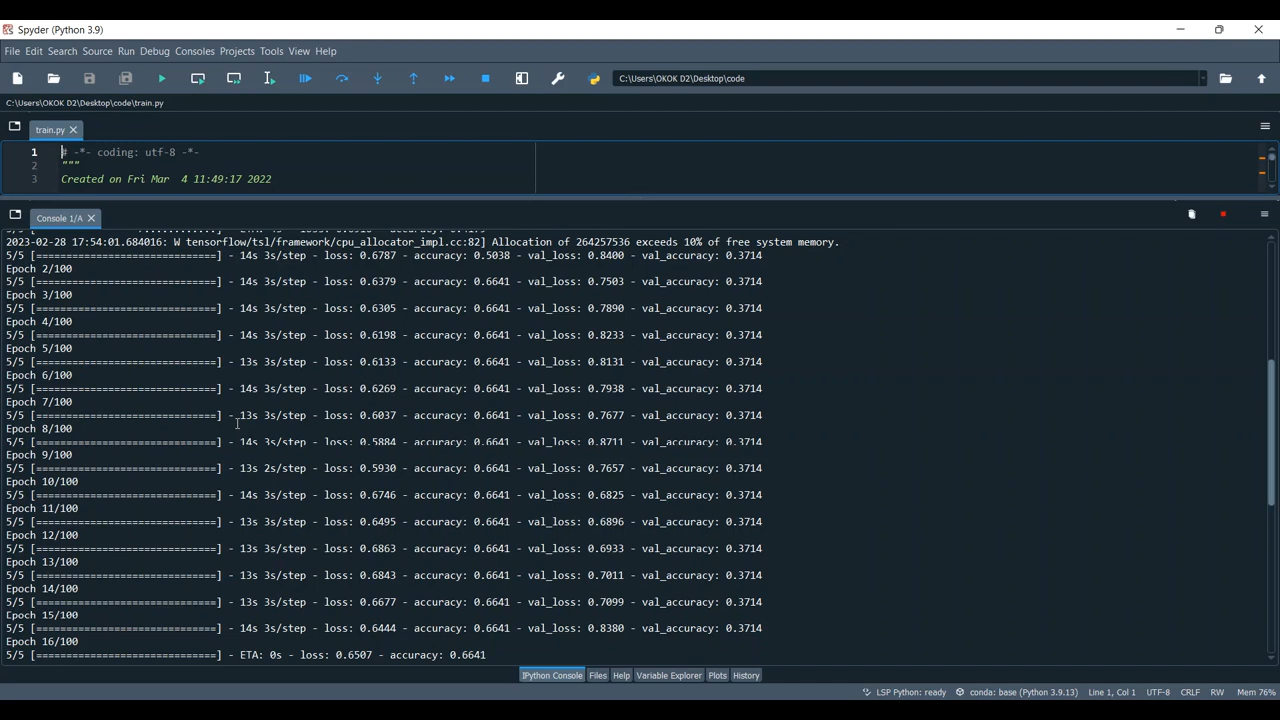 Spyder (Python 3.9)
File Edit Search Source Run Debug Consoles Projects Tools View Help
C:\Users\OKOK D2\Desktop\code
C:\Users\OKOK D2\Desktop\code\train.py
train.py
1 # -*- coding: utf-8 -*-
2 """
3 Created on Fri Mar  4 11:49:17 2022
Console 1/A
2023-02-28 17:54:01.684016: W tensorflow/tsl/framework/cpu_allocator_impl.cc:82] Allocation of 264257536 exceeds 10% of free system memory.
5/5 [==============================] - 14s 3s/step - loss: 0.6787 - accuracy: 0.5038 - val_loss: 0.8400 - val_accuracy: 0.3714
Epoch 2/100
5/5 [==============================] - 14s 3s/step - loss: 0.6379 - accuracy: 0.6641 - val_loss: 0.7503 - val_accuracy: 0.3714
Epoch 3/100
5/5 [==============================] - 14s 3s/step - loss: 0.6305 - accuracy: 0.6641 - val_loss: 0.7890 - val_accuracy: 0.3714
Epoch 4/100
5/5 [==============================] - 14s 3s/step - loss: 0.6198 - accuracy: 0.6641 - val_loss: 0.8233 - val_accuracy: 0.3714
Epoch 5/100
5/5 [==============================] - 13s 3s/step - loss: 0.6133 - accuracy: 0.6641 - val_loss: 0.8131 - val_accuracy: 0.3714
Epoch 6/100
5/5 [==============================] - 14s 3s/step - loss: 0.6269 - accuracy: 0.6641 - val_loss: 0.7938 - val_accuracy: 0.3714
Epoch 7/100
5/5 [==============================] - 13s 3s/step - loss: 0.6037 - accuracy: 0.6641 - val_loss: 0.7677 - val_accuracy: 0.3714
Epoch 8/100
5/5 [==============================] - 14s 3s/step - loss: 0.5884 - accuracy: 0.6641 - val_loss: 0.8711 - val_accuracy: 0.3714
Epoch 9/100
5/5 [==============================] - 13s 2s/step - loss: 0.5930 - accuracy: 0.6641 - val_loss: 0.7657 - val_accuracy: 0.3714
Epoch 10/100
5/5 [==============================] - 14s 3s/step - loss: 0.6746 - accuracy: 0.6641 - val_loss: 0.6825 - val_accuracy: 0.3714
Epoch 11/100
5/5 [==============================] - 13s 3s/step - loss: 0.6495 - accuracy: 0.6641 - val_loss: 0.6896 - val_accuracy: 0.3714
Epoch 12/100
5/5 [==============================] - 13s 3s/step - loss: 0.6863 - accuracy: 0.6641 - val_loss: 0.6933 - val_accuracy: 0.3714
Epoch 13/100
5/5 [==============================] - 13s 3s/step - loss: 0.6843 - accuracy: 0.6641 - val_loss: 0.7011 - val_accuracy: 0.3714
Epoch 14/100
5/5 [==============================] - 13s 3s/step - loss: 0.6677 - accuracy: 0.6641 - val_loss: 0.7099 - val_accuracy: 0.3714
Epoch 15/100
5/5 [==============================] - 14s 3s/step - loss: 0.6444 - accuracy: 0.6641 - val_loss: 0.8380 - val_accuracy: 0.3714
Epoch 16/100
5/5 [==============================] - ETA: 0s - loss: 0.6507 - accuracy: 0.6641
IPython Console Files Help Variable Explorer Plots History
LSP Python: ready conda: base (Python 3.9.13) Line 1, Col 1 UTF-8 CRLF RW Mem 76%